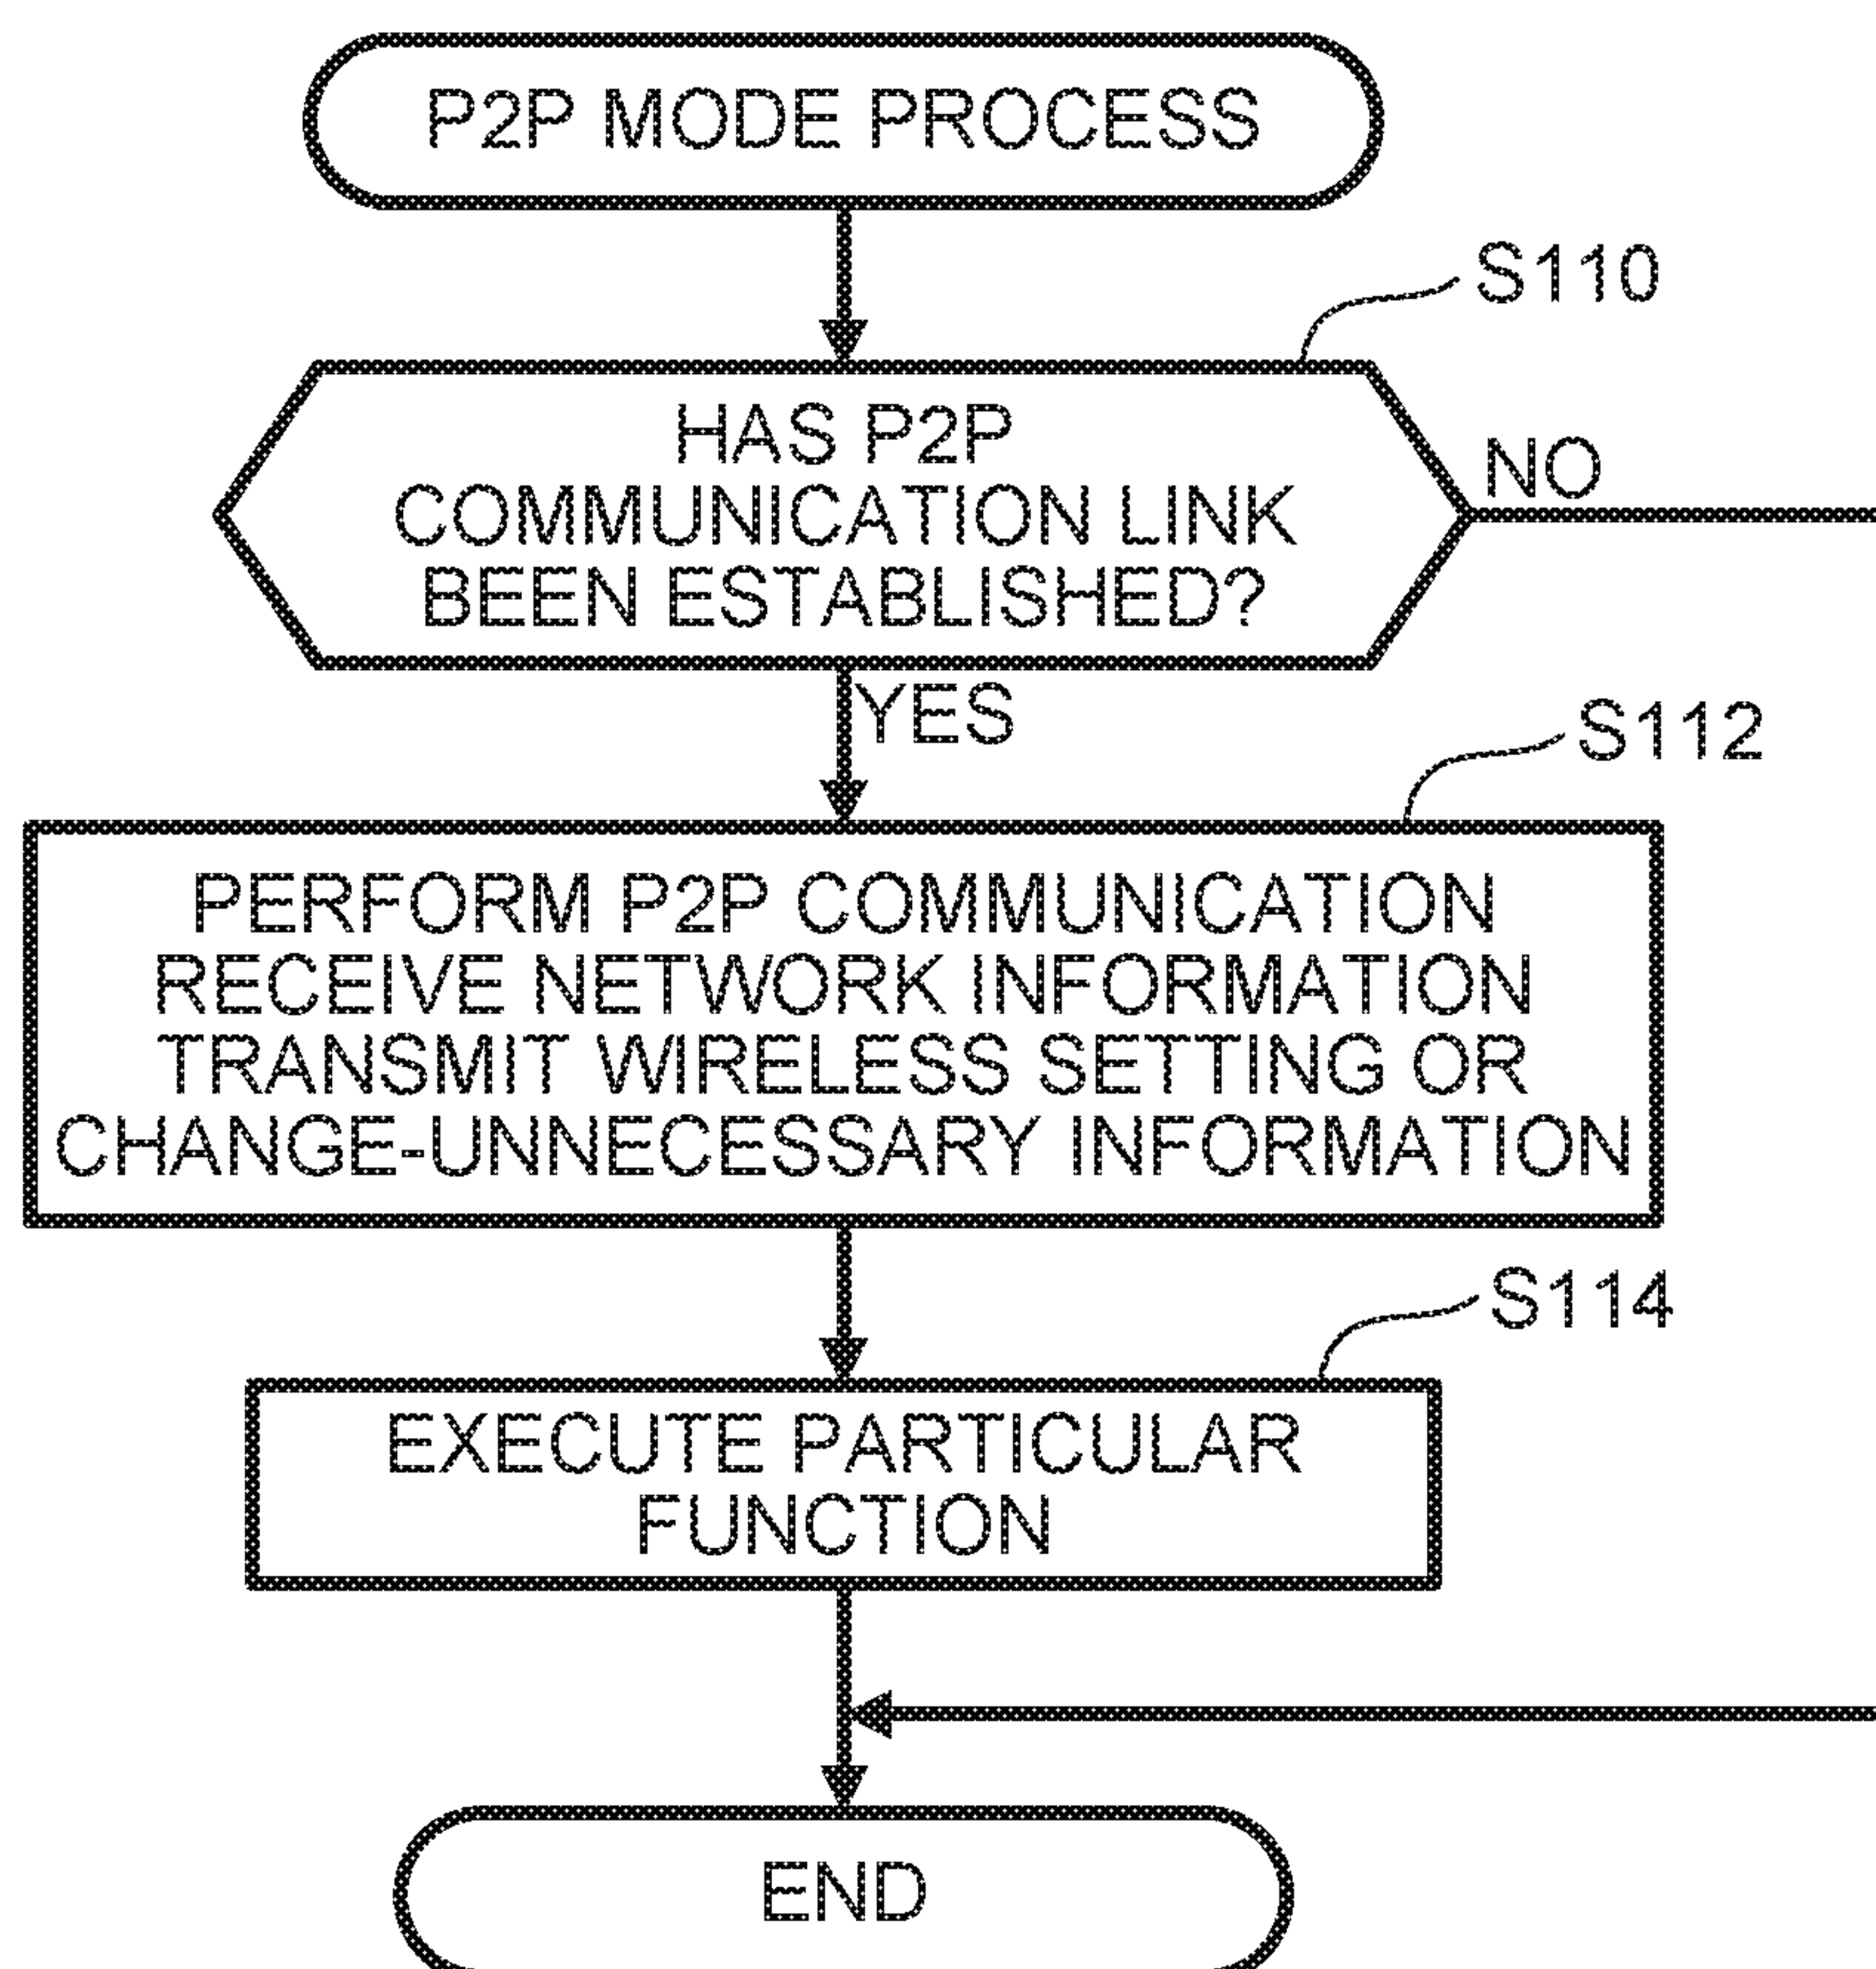 P2P MODE PROCESS
S110
HAS P2P
COMMUNICATION LINK
BEEN ESTABLISHED?
NO
YES
S112
PERFORM P2P COMMUNICATION
RECEIVE NETWORK INFORMATION
TRANSMIT WIRELESS SETTING OR
CHANGE-UNNECESSARY INFORMATION
S114
EXECUTE PARTICULAR
FUNCTION
END